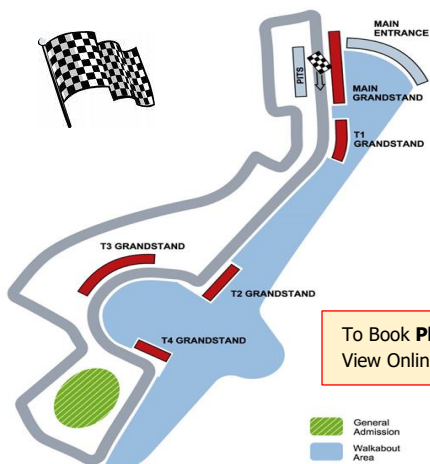 MAIN
ENTRANCE
PITS
MAIN
GRANDSTAND
T1
GRANDSTAND
T3 GRANDSTAND
T2 GRANDSTAND
T4 GRANDSTAND
To Book
View Onlin
General
Admission
Walkabout
Area